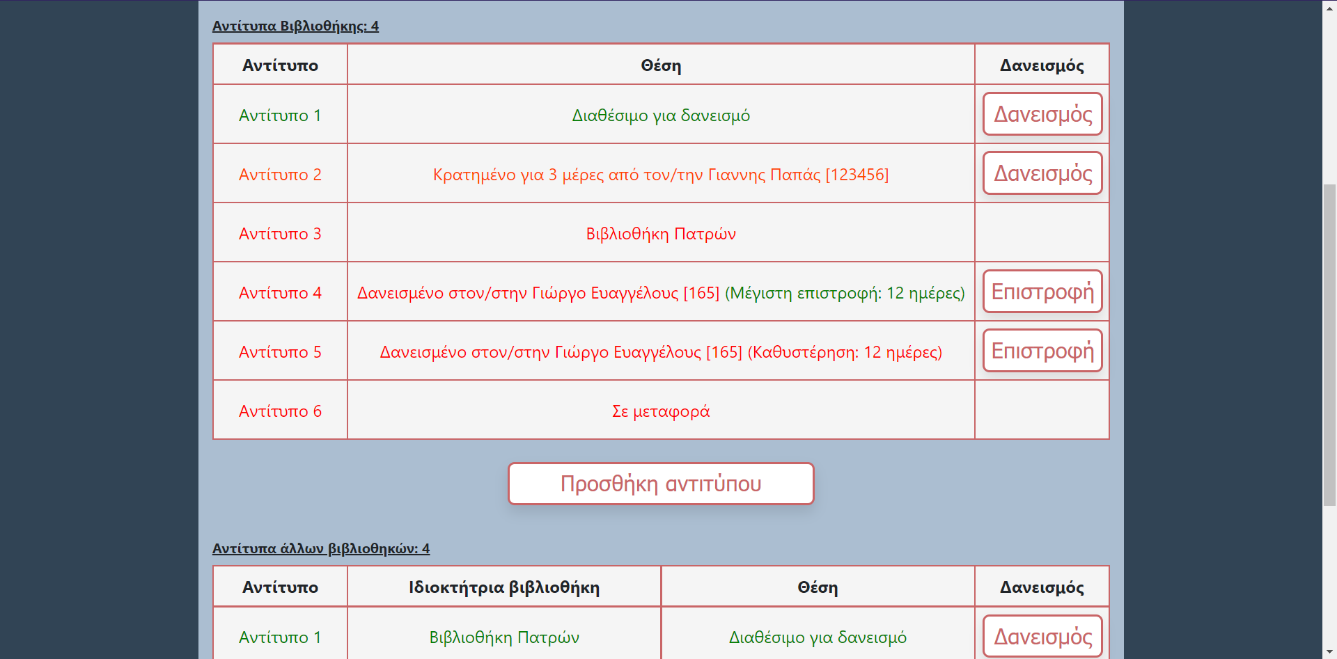 Αντίτυπα Βιβλιοθήκης: 4
Αντίτυπο Θέση Δανεισμός
Αντίτυπο 1 Διαθέσιμο για δανεισμό Δανεισμός
Αντίτυπο 2 Κρατημένο για 3 μέρες από τον/την Γιαννης Παπάς [123456] Δανεισμός
Αντίτυπο 3 Βιβλιοθήκη Πατρών
Αντίτυπο 4 Δανεισμένο στον/στην Γιώργο Ευαγγέλους [165] (Μέγιστη επιστροφή: 12 ημέρες) Επιστροφή
Αντίτυπο 5 Δανεισμένο στον/στην Γιώργο Ευαγγέλους [165] (Καθυστέρηση: 12 ημέρες) Επιστροφή
Αντίτυπο 6 Σε μεταφορά
Προσθήκη αντιτύπου
Αντίτυπα άλλων βιβλιοθηκών: 4
Αντίτυπο Ιδιοκτήτρια βιβλιοθήκη Θέση Δανεισμός
Αντίτυπο 1 Βιβλιοθήκη Πατρών Διαθέσιμο για δανεισμό Δανεισμός